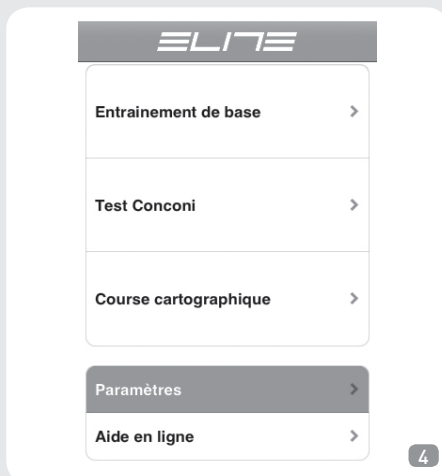 ELITE
Entrainement de base
Test Conconi
Course cartographique
Paramètres
Aide en ligne
4